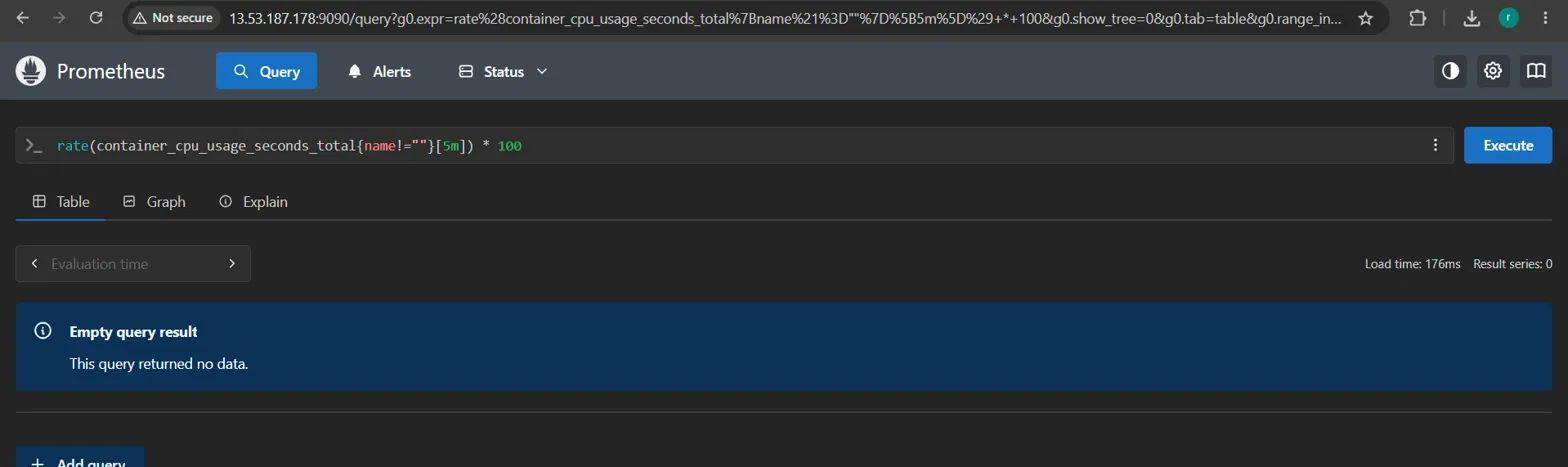 Not secure 13.53.187.178:9090/query?g0.expr=rate%28container_cpu_usage_seconds_total%7Bname%21%3D""%7D%5B5m%5D%29+*+100&g0.show_tree=0&g0.tab=table&g0.range_in... r
Prometheus Query Alerts Status
>_ rate(container_cpu_usage_seconds_total{name!=""}[5m]) * 100 Execute
Table Graph Explain
Evaluation time Load time: 176ms Result series: 0
Empty query result
This query returned no data.
+ Add query